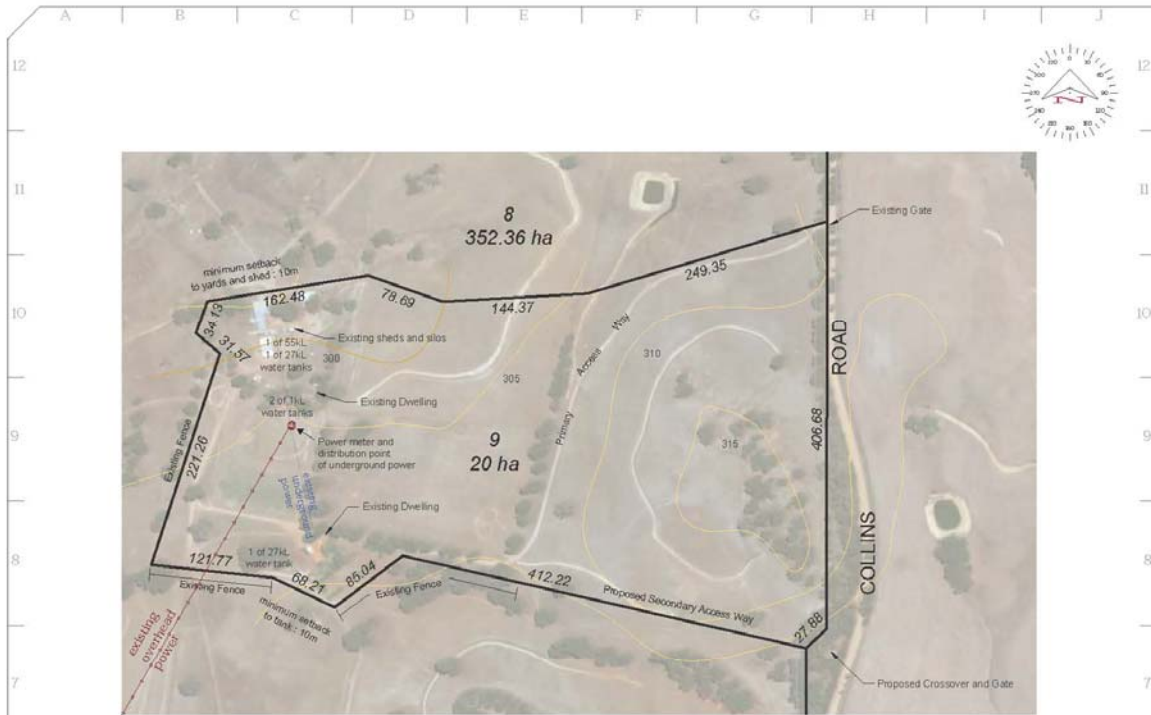 A B C D E F G H I J
12 12
11 11
10 10
9 9
8 8
7 7
N
0
8
352.36 ha
Existing Gate
minimum setback
to yards and shed : 10m
162.48
78.69
144.37
249.35
34.13
31.57
Existing sheds and silos
1 of 55kL
1 of 27kL
water tanks
300
305
310
315
Primary Access Way
ROAD
COLLINS
406.68
Existing Dwelling
2 of 1kL
water tanks
Power meter and
distribution point
of underground power
9
20 ha
Existing Fence
221.26
existing
underground
power
Existing Dwelling
1 of 27kL
water tank
121.77
Existing Fence
68.21
85.04
Existing Fence
minimum setback
to tank : 10m
412.22
Proposed Secondary Access Way
27.88
existing
overhead
power
Proposed Crossover and Gate